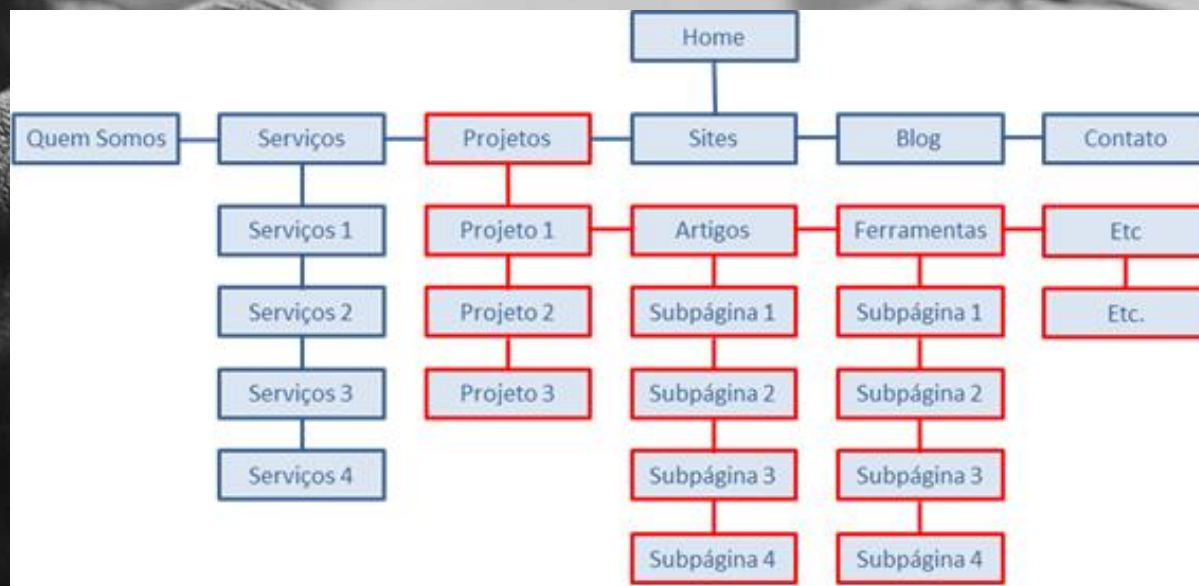 Home
Quem Somos
Serviços
Projetos
Sites
Blog
Contato
Serviços 1
Projeto 1
Artigos
Ferramentas
Etc
Serviços 2
Projeto 2
Subpágina 1
Subpágina 1
Etc.
Serviços 3
Projeto 3
Subpágina 2
Subpágina 2
Serviços 4
Subpágina 3
Subpágina 3
Subpágina 4
Subpágina 4